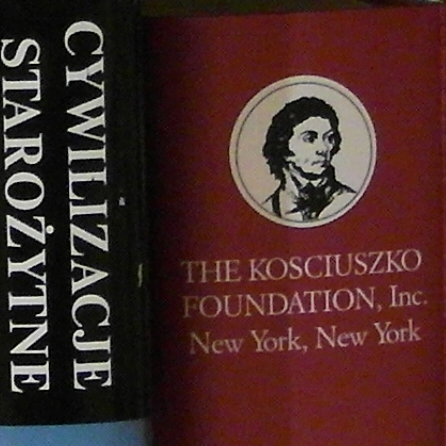 CYWILIZACJE
STAROŻYTNE
THE KOSCIUSZKO
FOUNDATION, Inc.
New York, New York